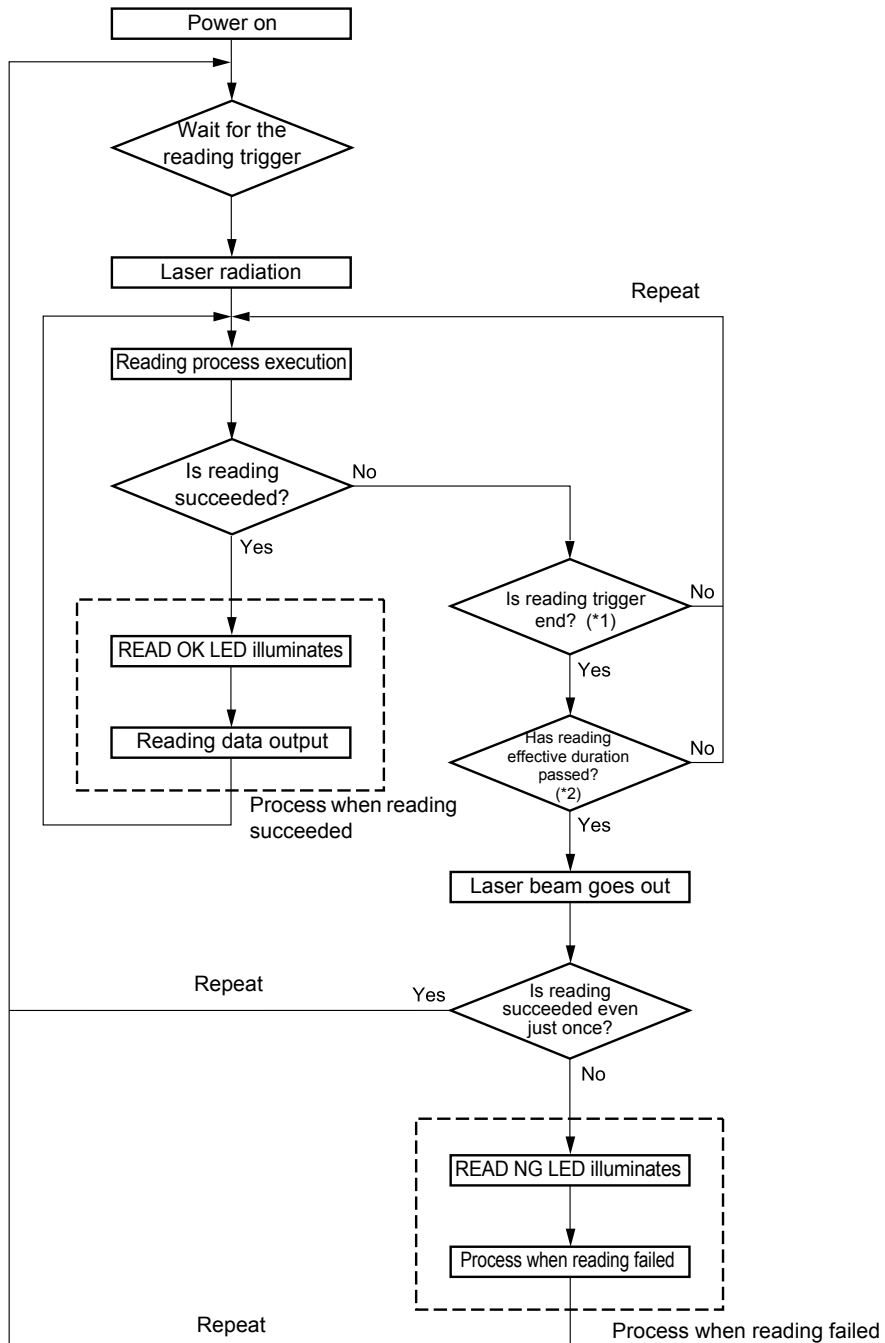 Power on
Wait for the
reading trigger
Laser radiation
Repeat
Reading process execution
Is reading
succeeded?
No
Yes
Is reading trigger
end? (*1)
No
Yes
READ OK LED illuminates
Reading data output
Has reading
effective duration
passed?
(*2)
No
Yes
Process when reading
succeeded
Laser beam goes out
Repeat
Yes
Is reading
succeeded even
just once?
No
READ NG LED illuminates
Process when reading failed
Repeat
Process when reading failed